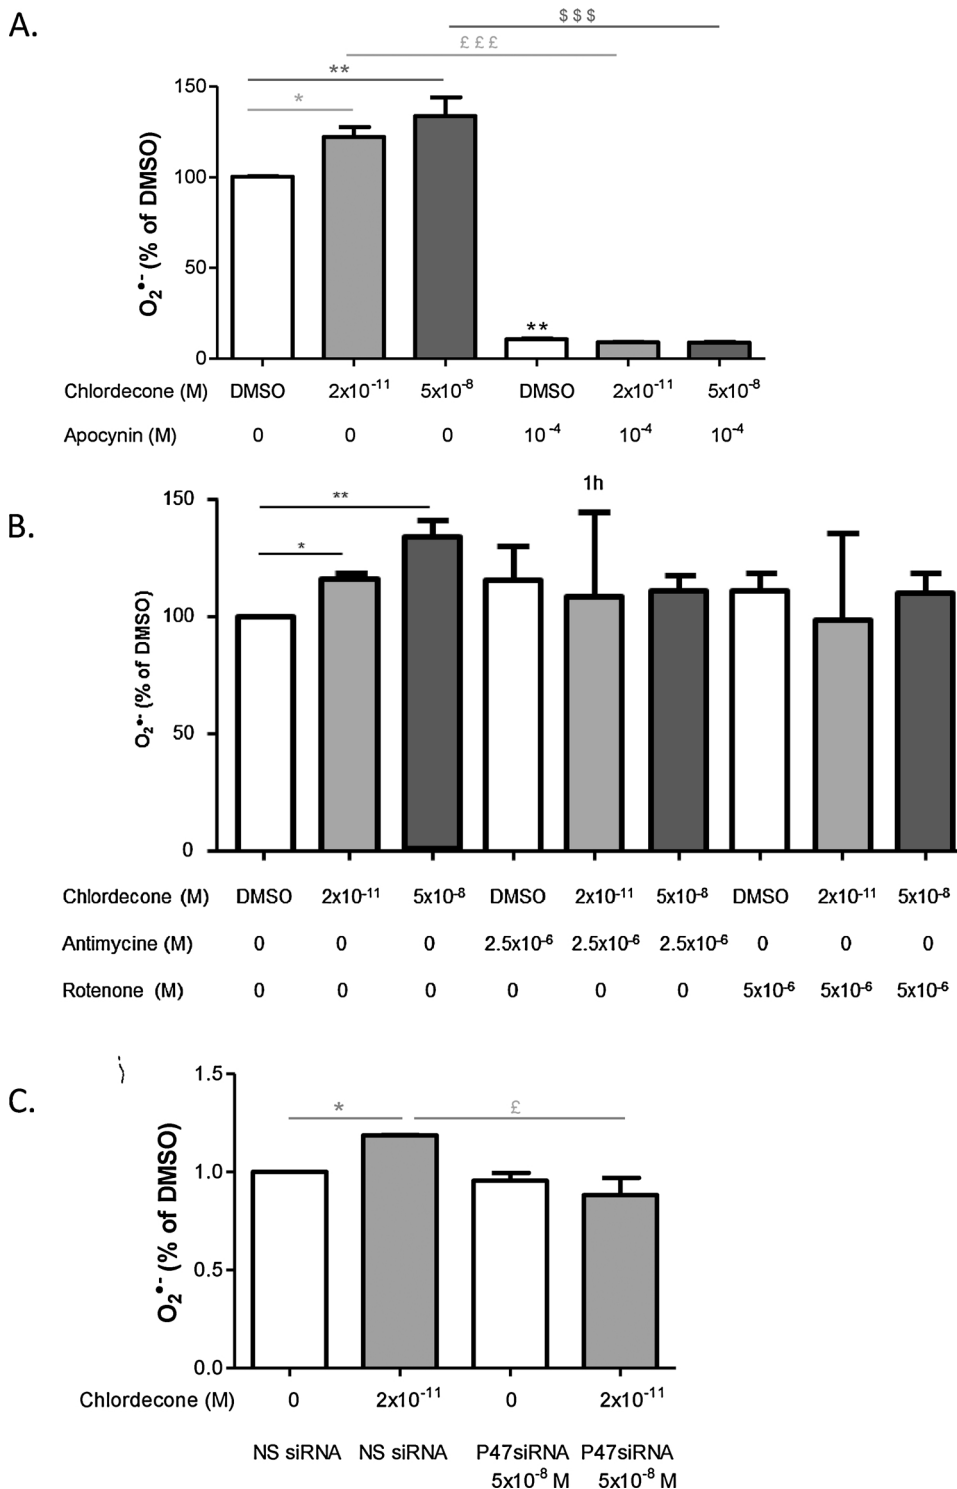 A.
$ $ $
£ £ £
**
*
150
100
50
0
O₂•- (% of DMSO)
**
Chlordecone (M) DMSO 2x10⁻¹¹ 5x10⁻⁸ DMSO 2x10⁻¹¹ 5x10⁻⁸
Apocynin (M) 0 0 0 10⁻⁴ 10⁻⁴ 10⁻⁴
B.
1h
**
*
150
100
50
0
O₂•- (% of DMSO)
Chlordecone (M) DMSO 2x10⁻¹¹ 5x10⁻⁸ DMSO 2x10⁻¹¹ 5x10⁻⁸ DMSO 2x10⁻¹¹ 5x10⁻⁸
Antimycine (M) 0 0 0 2.5x10⁻⁶ 2.5x10⁻⁶ 2.5x10⁻⁶ 0 0 0
Rotenone (M) 0 0 0 0 0 0 5x10⁻⁶ 5x10⁻⁶ 5x10⁻⁶
C.
* £
1.5
1.0
0.5
0.0
O₂•- (% of DMSO)
Chlordecone (M) 0 2x10⁻¹¹ 0 2x10⁻¹¹
NS siRNA NS siRNA P47siRNA P47siRNA
5x10⁻⁸ M 5x10⁻⁸ M